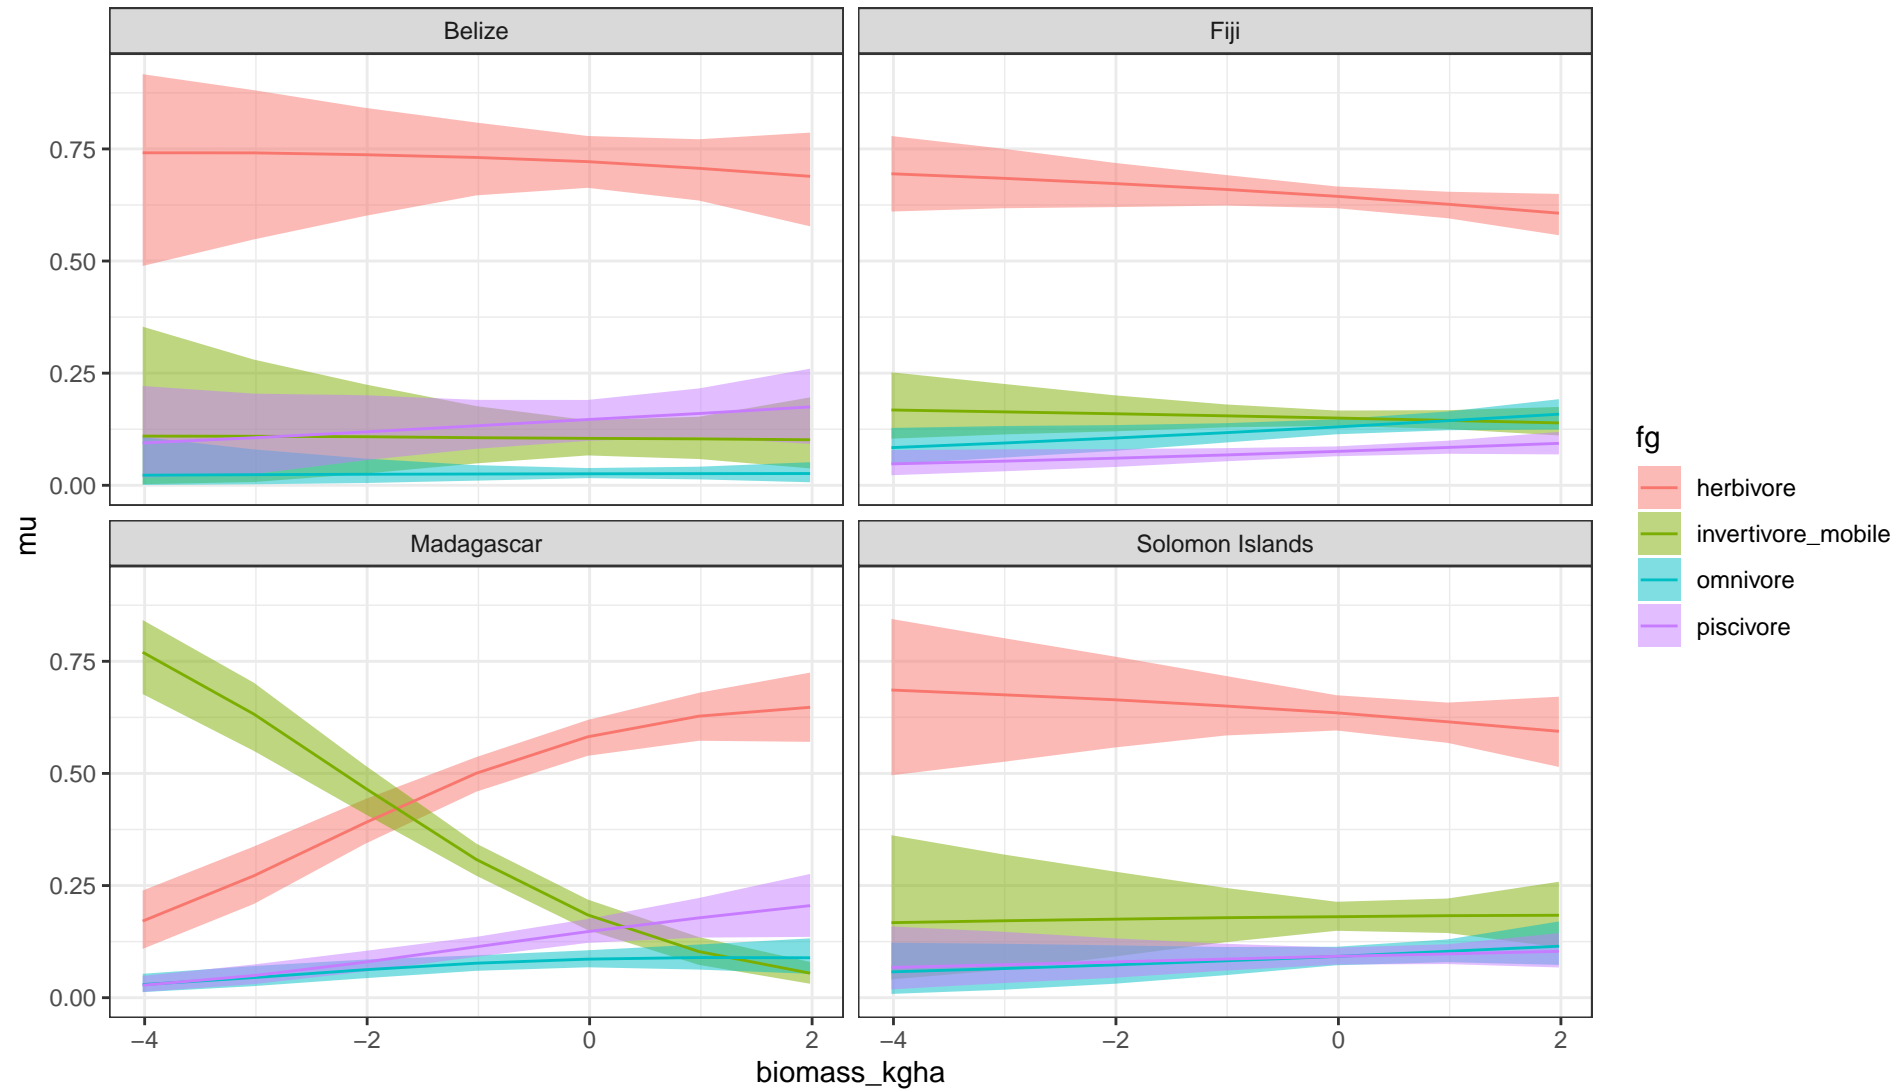 Belize
Fiji
0.75
0.50
0.25
0.00
Madagascar
Solomon Islands
0.75
0.50
0.25
0.00
−4
−2
0
2
−4
−2
0
2
biomass_kgha
mu
fg
herbivore
invertivore_mobile
omnivore
piscivore